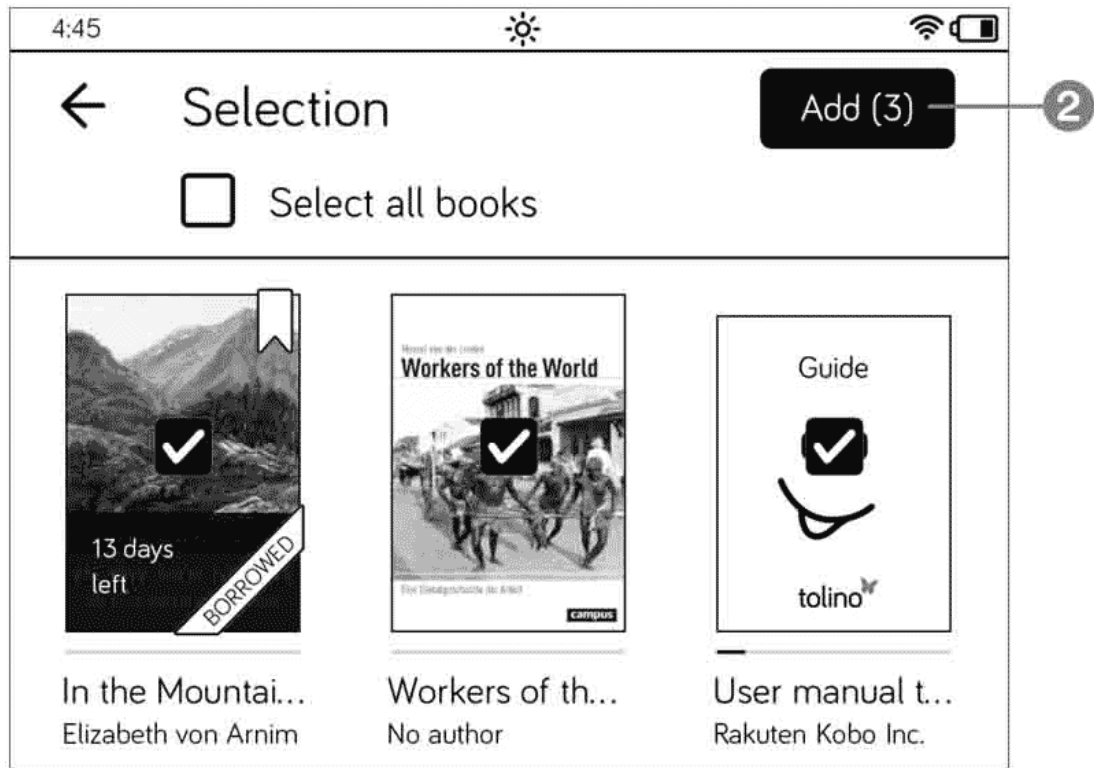 4:45
Selection
Add (3)
2
Select all books
Workers of the World
Guide
13 days
left
BORROWED
campus
tolino
In the Mountai...
Workers of th...
User manual t...
Elizabeth von Arnim
No author
Rakuten Kobo Inc.